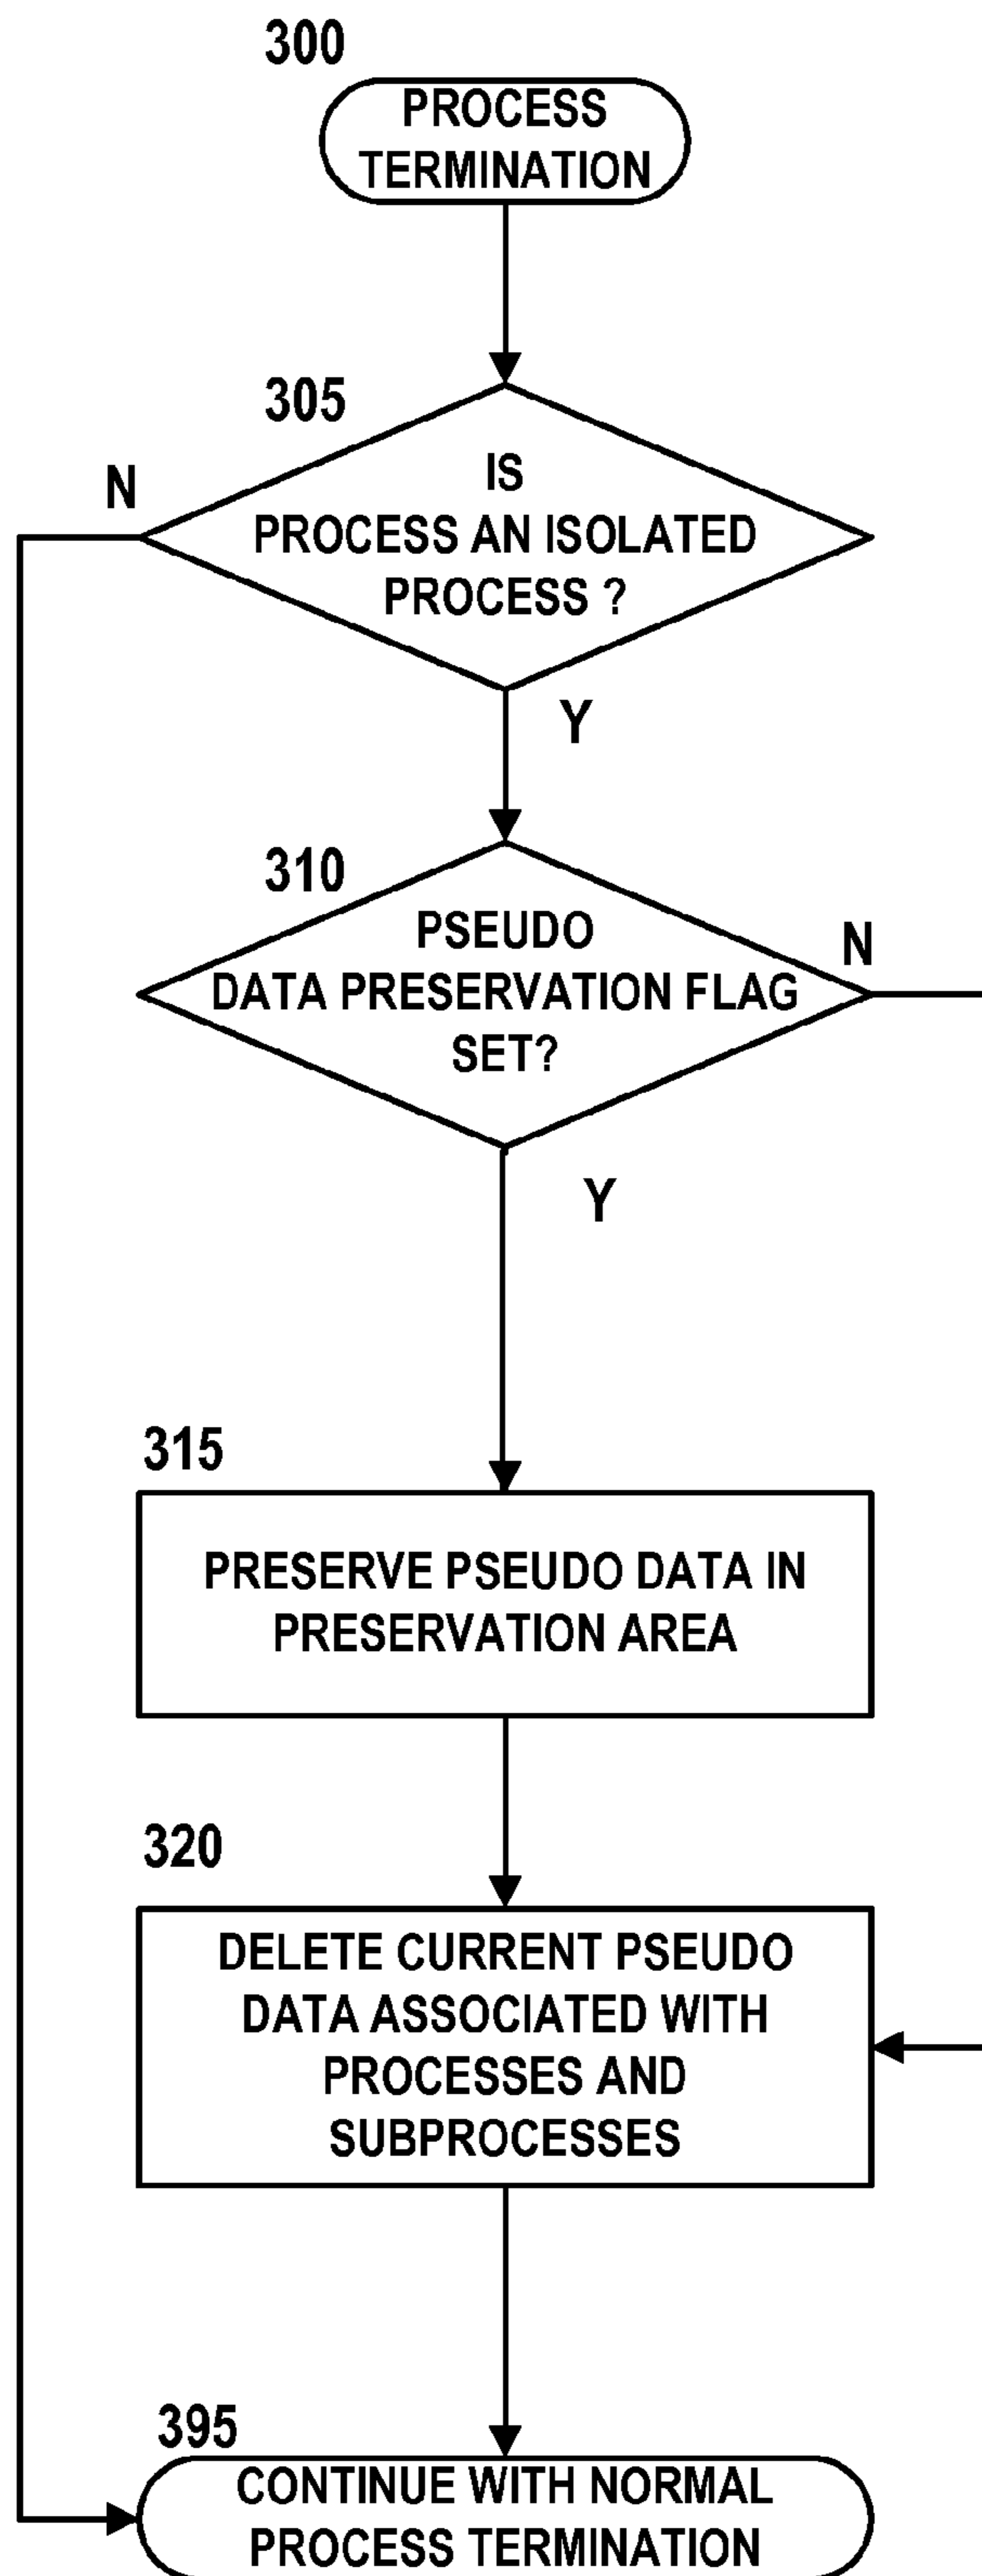 300
PROCESS
TERMINATION
305
N
IS
PROCESS AN ISOLATED
PROCESS ?
Y
310
PSEUDO
DATA PRESERVATION FLAG
SET?
N
Y
315
PRESERVE PSEUDO DATA IN
PRESERVATION AREA
320
DELETE CURRENT PSEUDO
DATA ASSOCIATED WITH
PROCESSES AND
SUBPROCESSES
395
CONTINUE WITH NORMAL
PROCESS TERMINATION